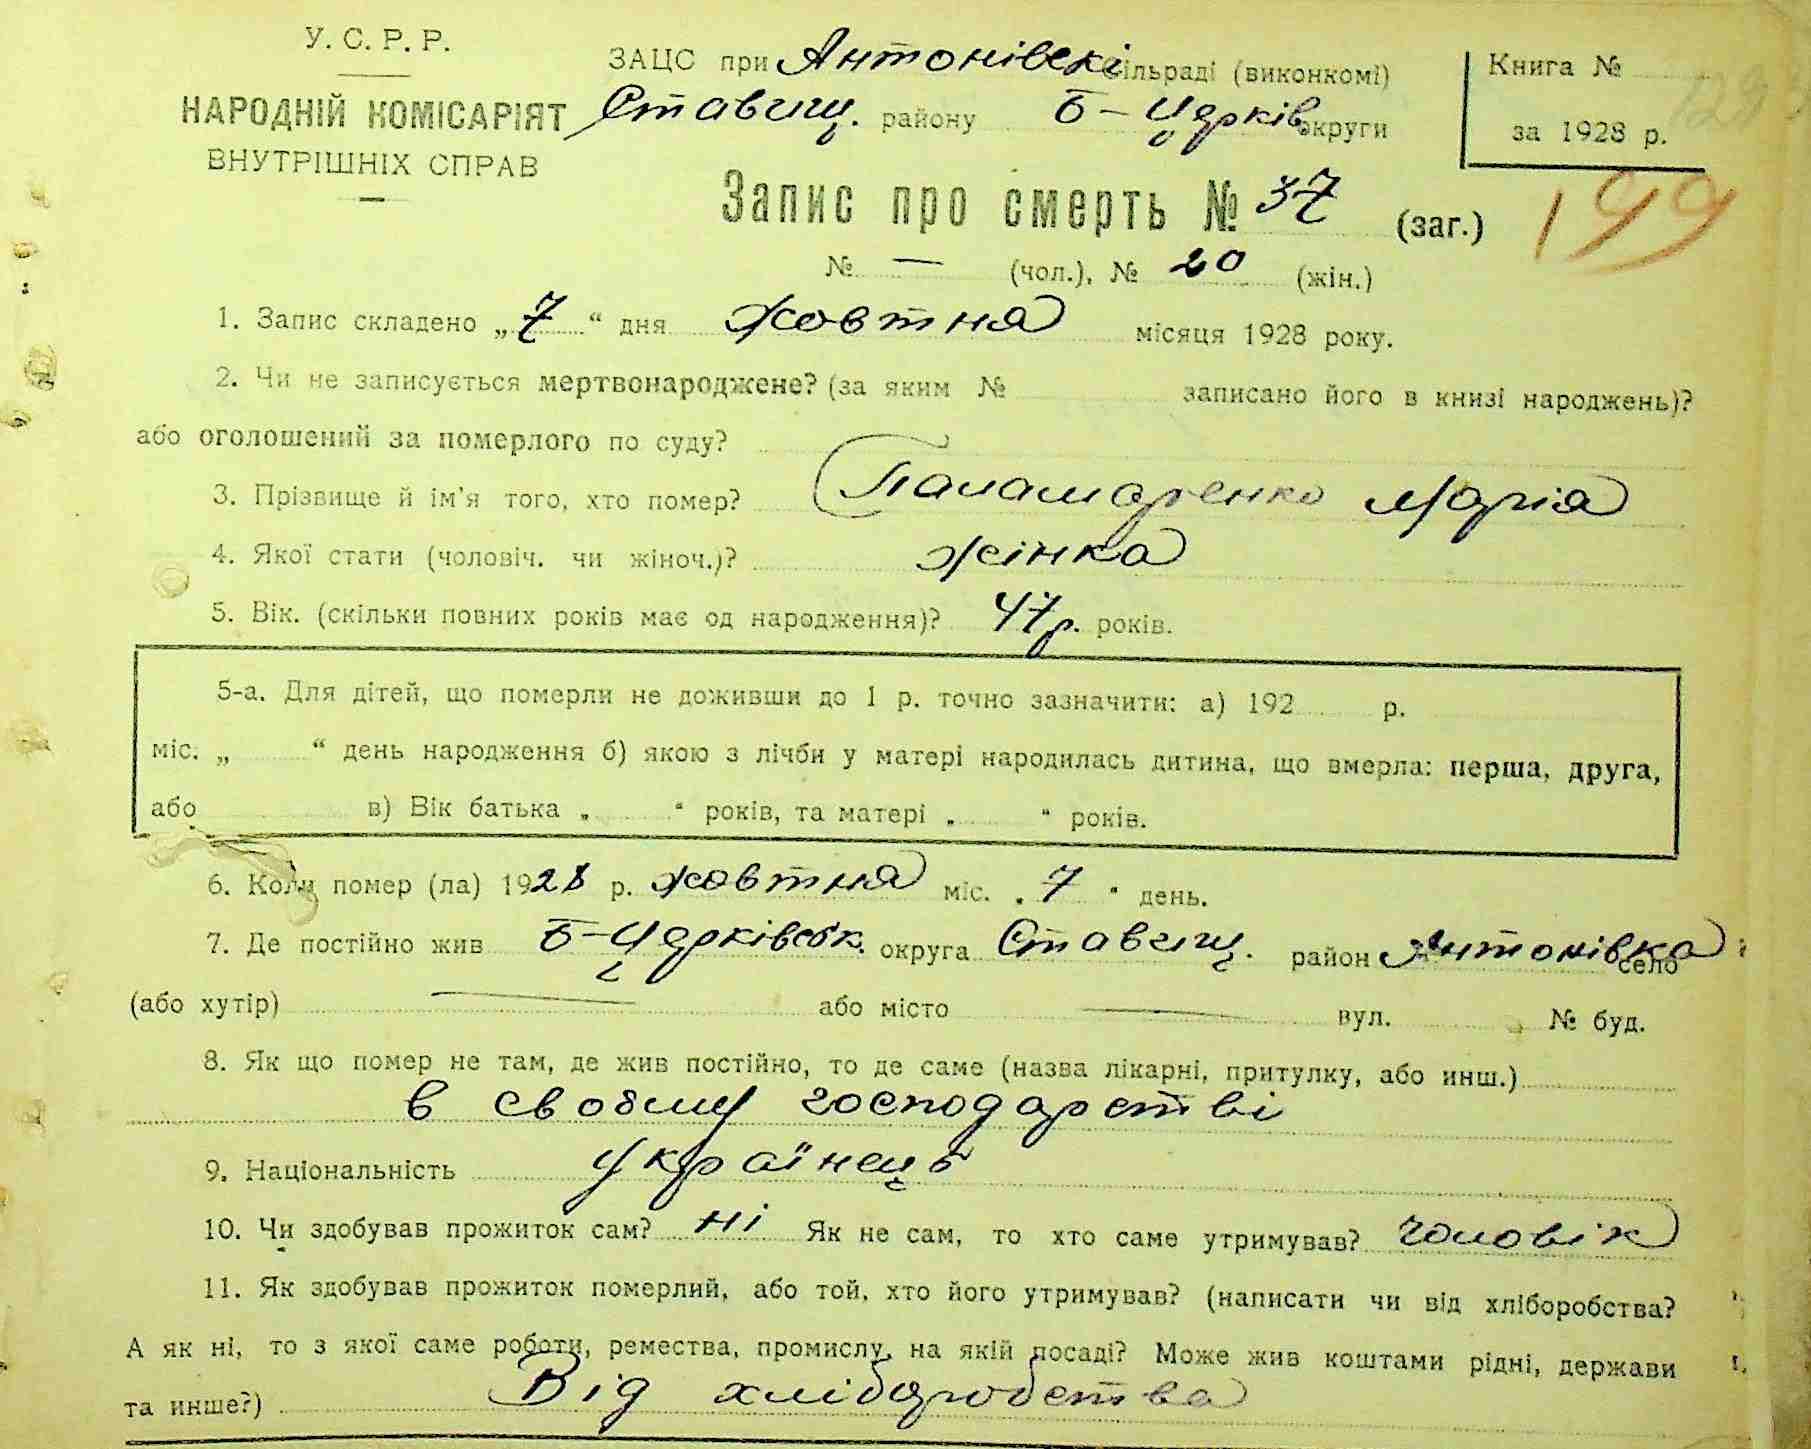 У. С. Р. Р.
НАРОДНІЙ КОМІСАРІЯТ
ВНУТРІШНІХ СПРАВ
ЗАЦС при Антонівскі сільраді (виконкомі)
Ставищ. району Б-Церків. округи
Книга №
за 1928 р.
199
Запис про смерть № 37 (заг.)
№ — (чол.), № 20 (жін.)
1. Запис складено „7“ дня жовтня місяця 1928 року.
2. Чи не записується мертвонароджене? (за яким № записано його в книзі народжень)?
або оголошений за померлого по суду?
3. Прізвище й ім'я того, хто помер? Паламаренко Марія
4. Якої стати (чоловіч. чи жіноч.)? жінка
5. Вік. (скільки повних років має од народження)? 47 р. років.
5-а. Для дітей, що померли не доживши до 1 р. точно зазначити: а) 192 р.
міс. „ “ день народження б) якою з лічби у матері народилась дитина, що вмерла: перша, друга,
або в) Вік батька „ “ років, та матері „ “ років.
6. Коли помер (ла) 1928 р. жовтня міс. „7“ день.
7. Де постійно жив Б-Церківськ. округа Ставищ. район Антонівка село
(або хутір) — або місто — вул. № буд.
8. Як що помер не там, де жив постійно, то де саме (назва лікарні, притулку, або инш.)
в своєму господарстві
9. Національність українець
10. Чи здобував прожиток сам? ні Як не сам, то хто саме утримував? чоловік
11. Як здобував прожиток померлий, або той, хто його утримував? (написати чи від хліборобства?
А як ні, то з якої саме роботи, ремества, промислу, на якій посаді? Може жив коштами рідні, держави
та инше?) Від хліборобства